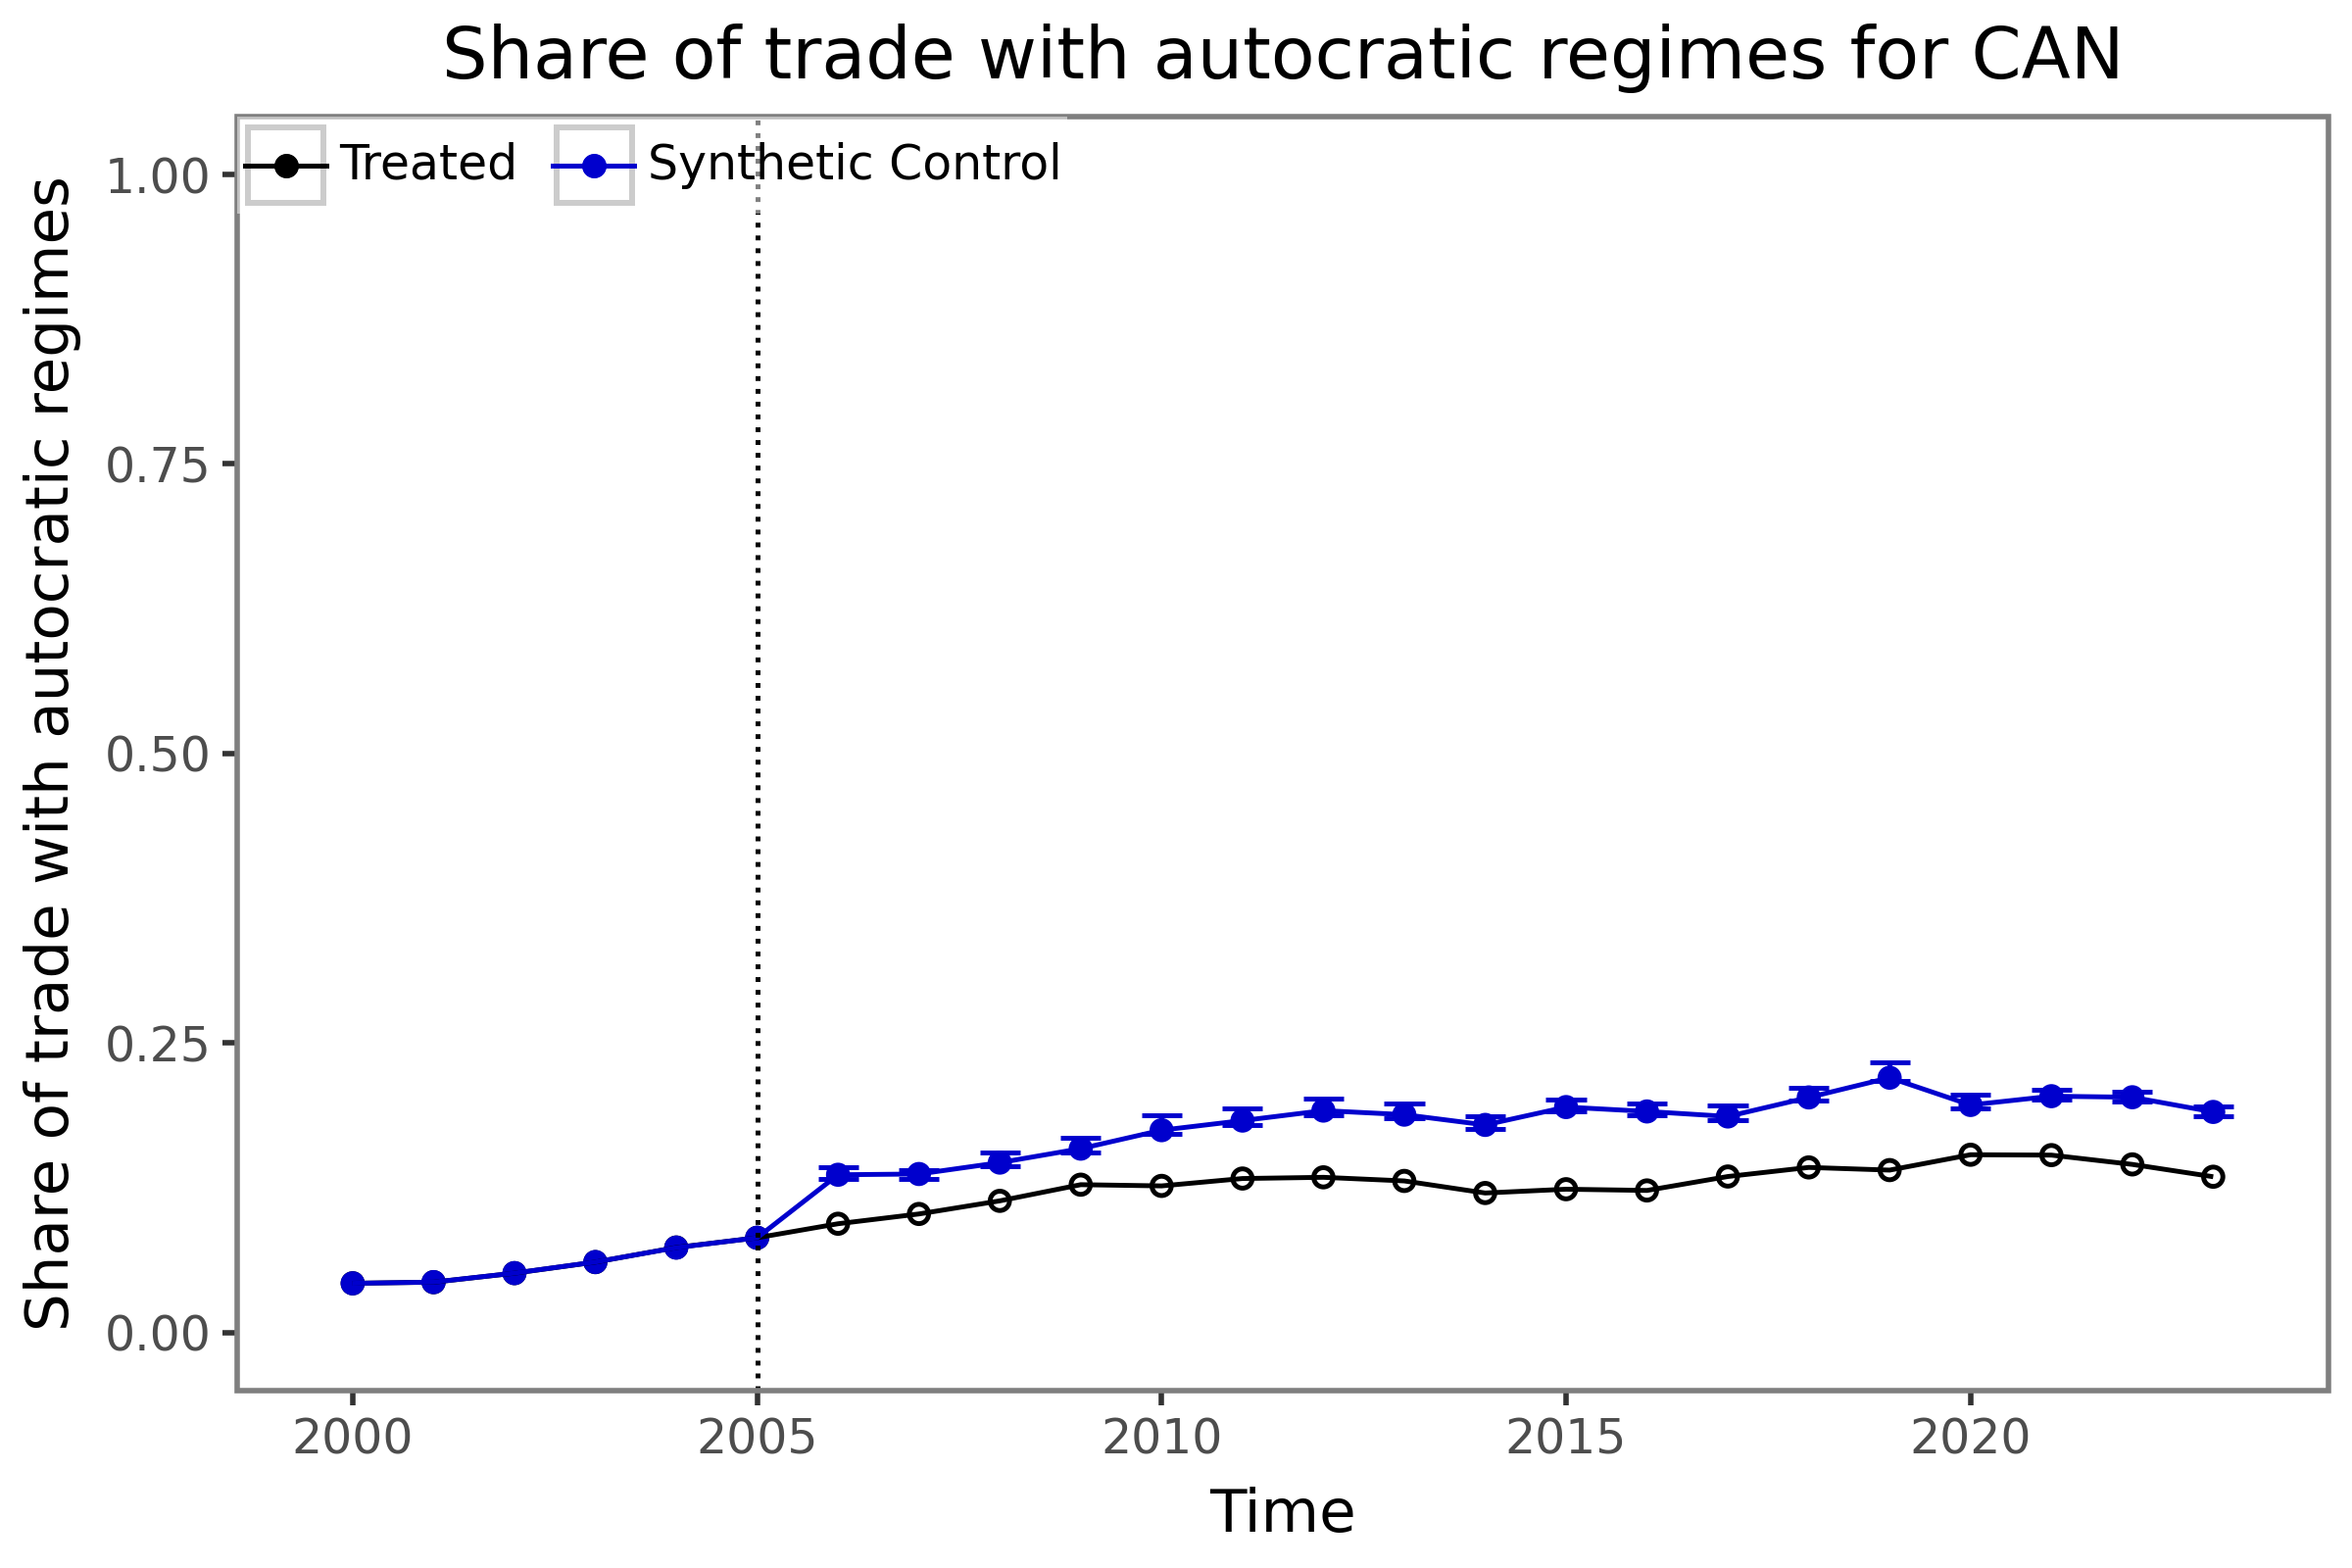 Share of trade with autocratic regimes for CAN
Treated
Synthetic Control
Share of trade with autocratic regimes
1.00
0.75
0.50
0.25
0.00
2000
2005
2010
2015
2020
Time